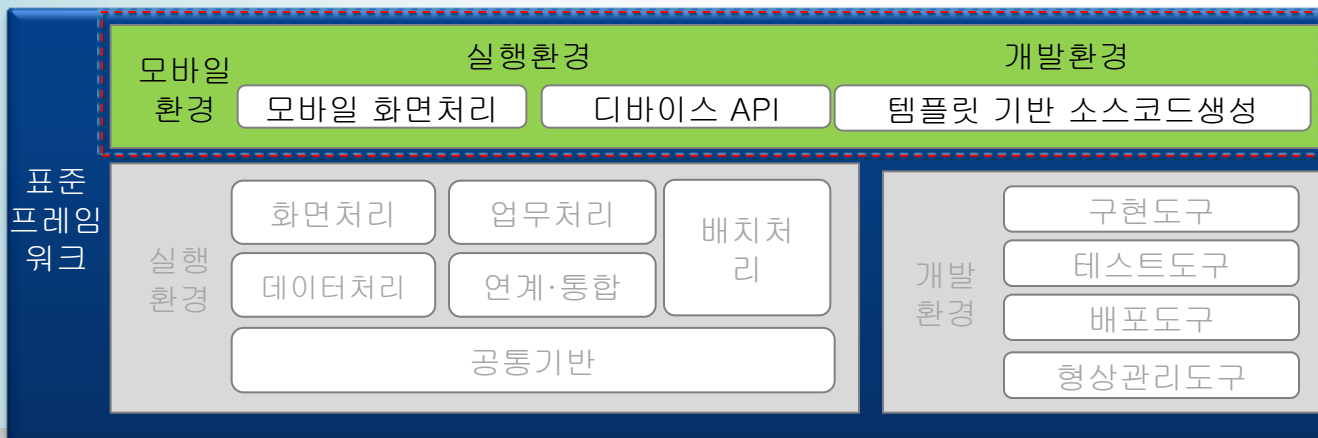 표준
프레임
워크
모바일
환경
실행환경
개발환경
모바일 화면처리
디바이스 API
템플릿 기반 소스코드생성
실행
환경
화면처리
업무처리
배치처
리
데이터처리
연계·통합
공통기반
개발
환경
구현도구
테스트도구
배포도구
형상관리도구